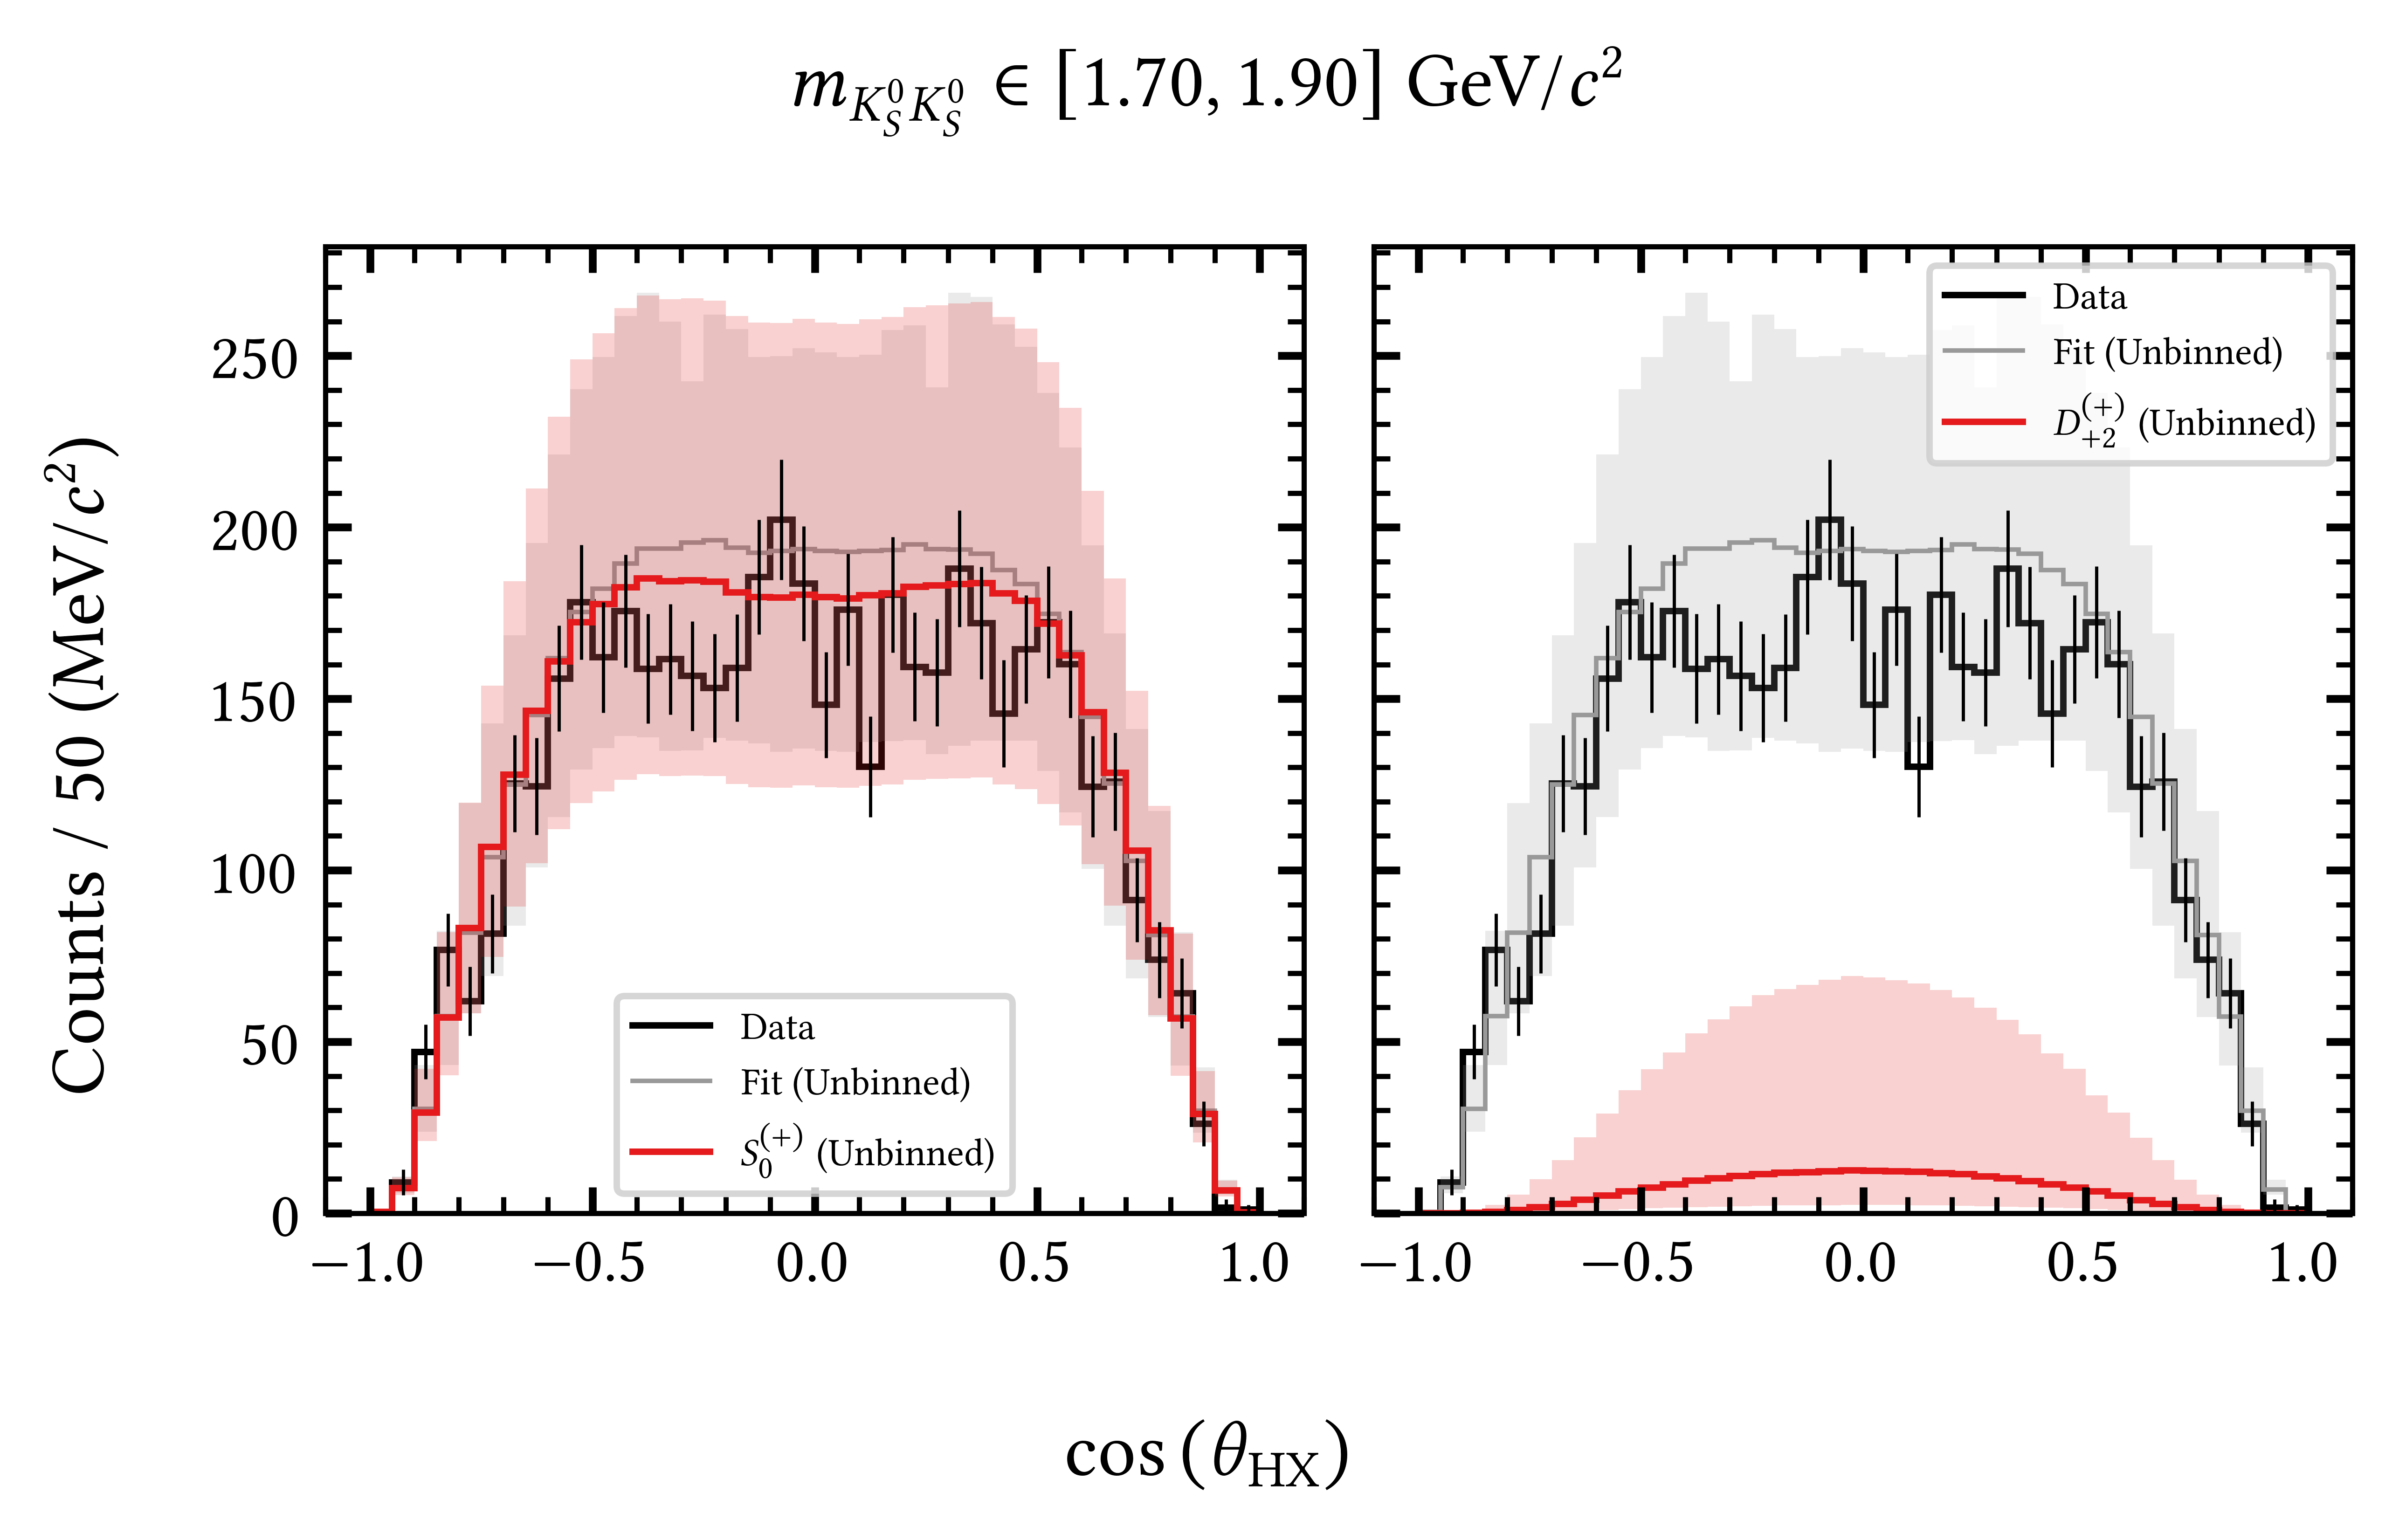 m_{K_S^0 K_S^0} ∈ [1.70, 1.90] GeV/c²
Counts / 50 (MeV/c²)
250
200
150
100
50
0
Data
Fit (Unbinned)
S_0^{(+)} (Unbinned)
−1.0 −0.5 0.0 0.5 1.0
Data
Fit (Unbinned)
D_{+2}^{(+)} (Unbinned)
−1.0 −0.5 0.0 0.5 1.0
cos (θ_{HX})